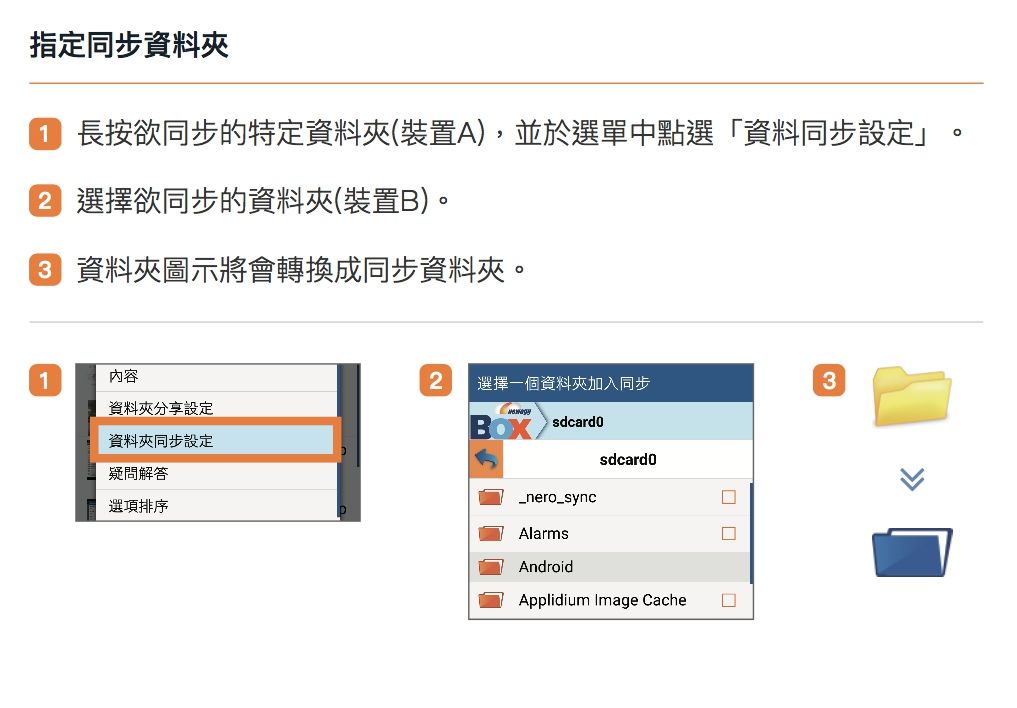 指定同步資料夾
1 長按欲同步的特定資料夾(裝置A)，並於選單中點選「資料同步設定」。
2 選擇欲同步的資料夾(裝置B)。
3 資料夾圖示將會轉換成同步資料夾。
1
內容
資料夾分享設定
資料夾同步設定
疑問解答
選項排序
2
選擇一個資料夾加入同步
BOX sdcard0
sdcard0
_nero_sync
Alarms
Android
Applidium Image Cache
3